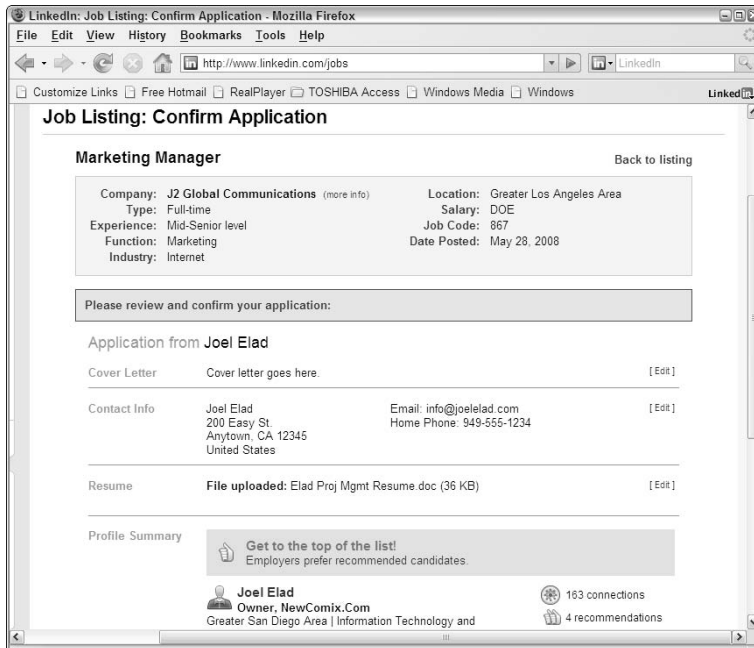 LinkedIn: Job Listing: Confirm Application - Mozilla Firefox
File Edit View History Bookmarks Tools Help
http://www.linkedin.com/jobs
LinkedIn
Customize Links Free Hotmail RealPlayer TOSHIBA Access Windows Media Windows
Linked in
Job Listing: Confirm Application
Marketing Manager
Back to listing
Company: J2 Global Communications (more info) Location: Greater Los Angeles Area
Type: Full-time Salary: DOE
Experience: Mid-Senior level Job Code: 867
Function: Marketing Date Posted: May 28, 2008
Industry: Internet
Please review and confirm your application:
Application from Joel Elad
Cover Letter Cover letter goes here. [ Edit ]
Contact Info Joel Elad Email: info@joelelad.com [ Edit ]
200 Easy St. Home Phone: 949-555-1234
Anytown, CA 12345
United States
Resume File uploaded: Elad Proj Mgmt Resume.doc (36 KB) [ Edit ]
Profile Summary
Get to the top of the list!
Employers prefer recommended candidates.
Joel Elad 163 connections
Owner, NewComix.Com
Greater San Diego Area | Information Technology and 4 recommendations